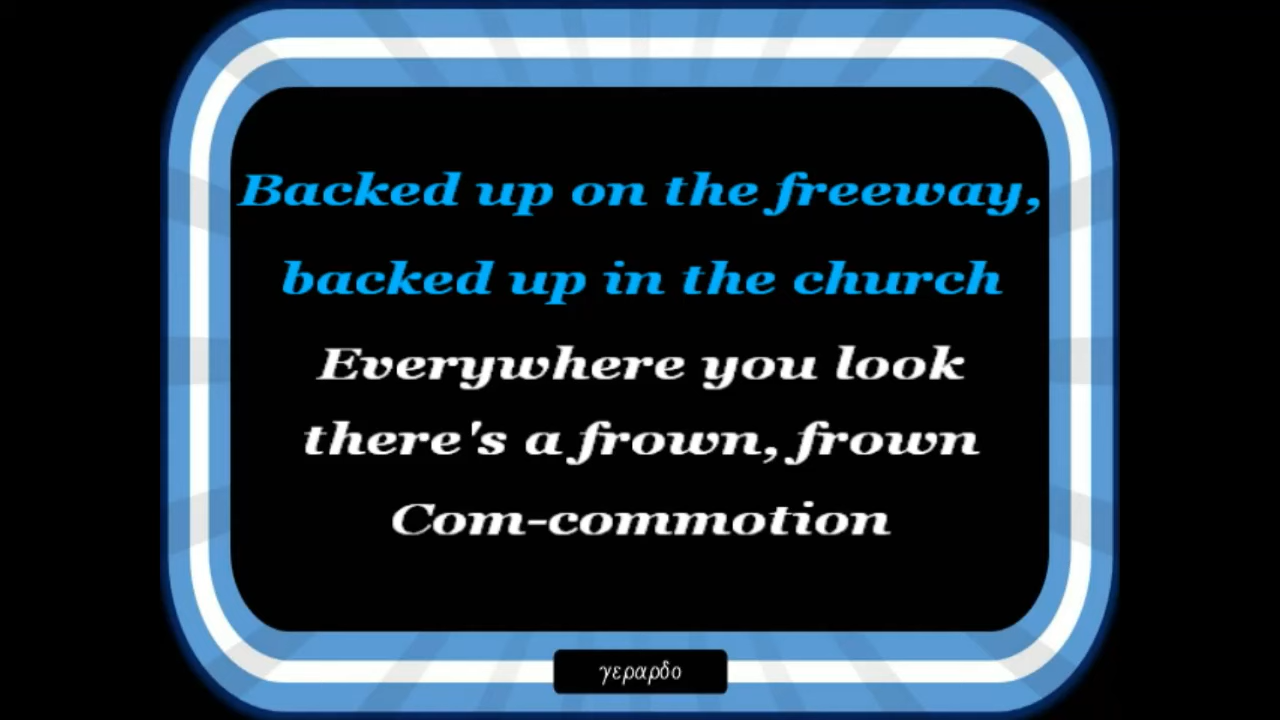 Backed up on the freeway,
backed up in the church
Everywhere you look
there's a frown, frown
Com-commotion
γεραρδο